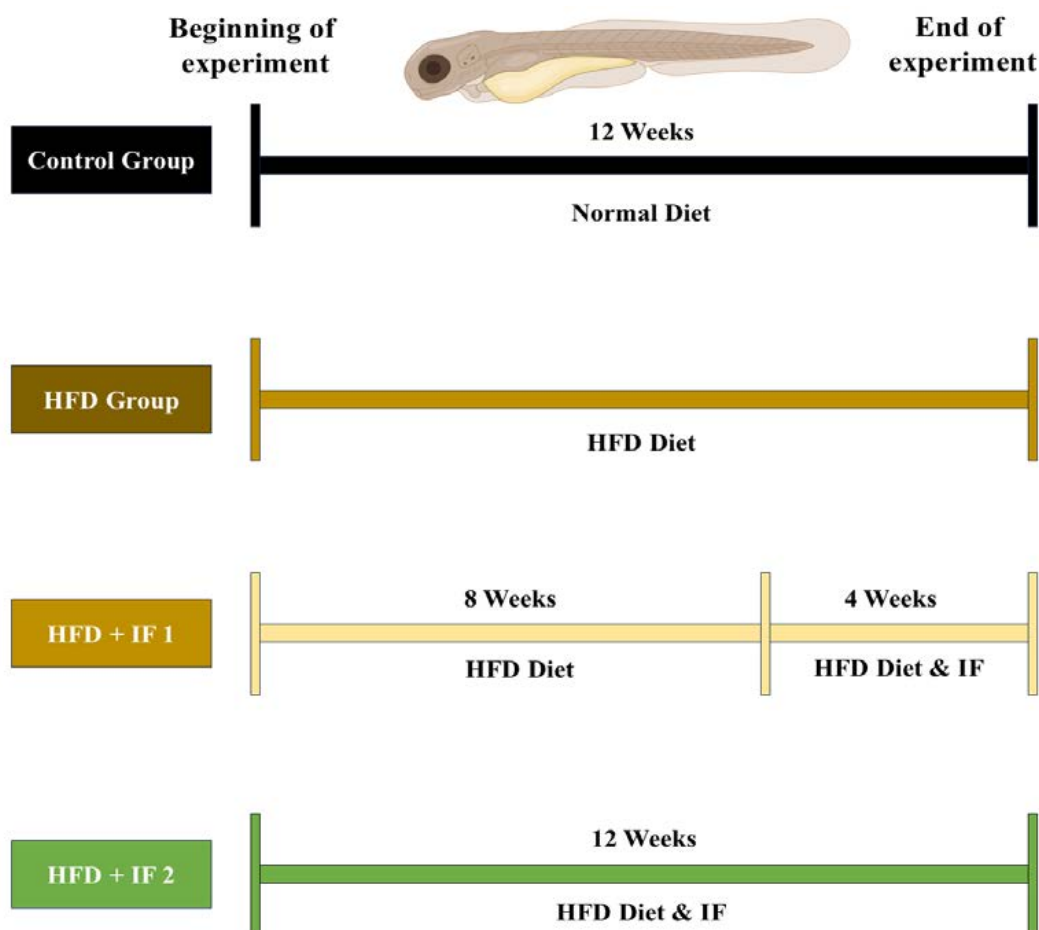 Beginning of
experiment
End of
experiment
Control Group
12 Weeks
Normal Diet
HFD Group
HFD Diet
HFD + IF 1
8 Weeks
4 Weeks
HFD Diet
HFD Diet & IF
HFD + IF 2
12 Weeks
HFD Diet & IF